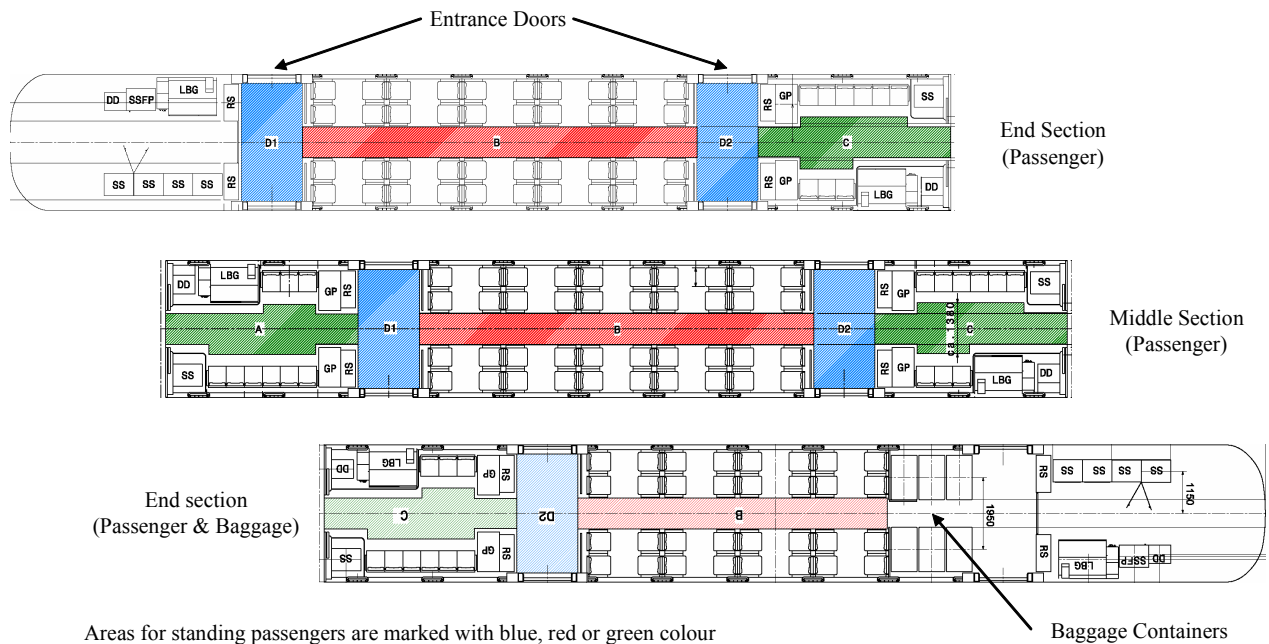 Entrance Doors
DD SSFP LBG RS D1 B D2 RS GP SS
End Section
(Passenger)
SS SS SS SS RS RS GP C LBG DD
DD LBG GP RS RS GP SS
A D1 B D2 C ca.1380
Middle Section
(Passenger)
SS GP RS RS GP LBG DD
DD LBG GP RS RS SS SS SS SS
End section
(Passenger & Baggage)
C D2 B 1950 1150
SS GP RS RS LBG SSFP DD
Areas for standing passengers are marked with blue, red or green colour
Baggage Containers